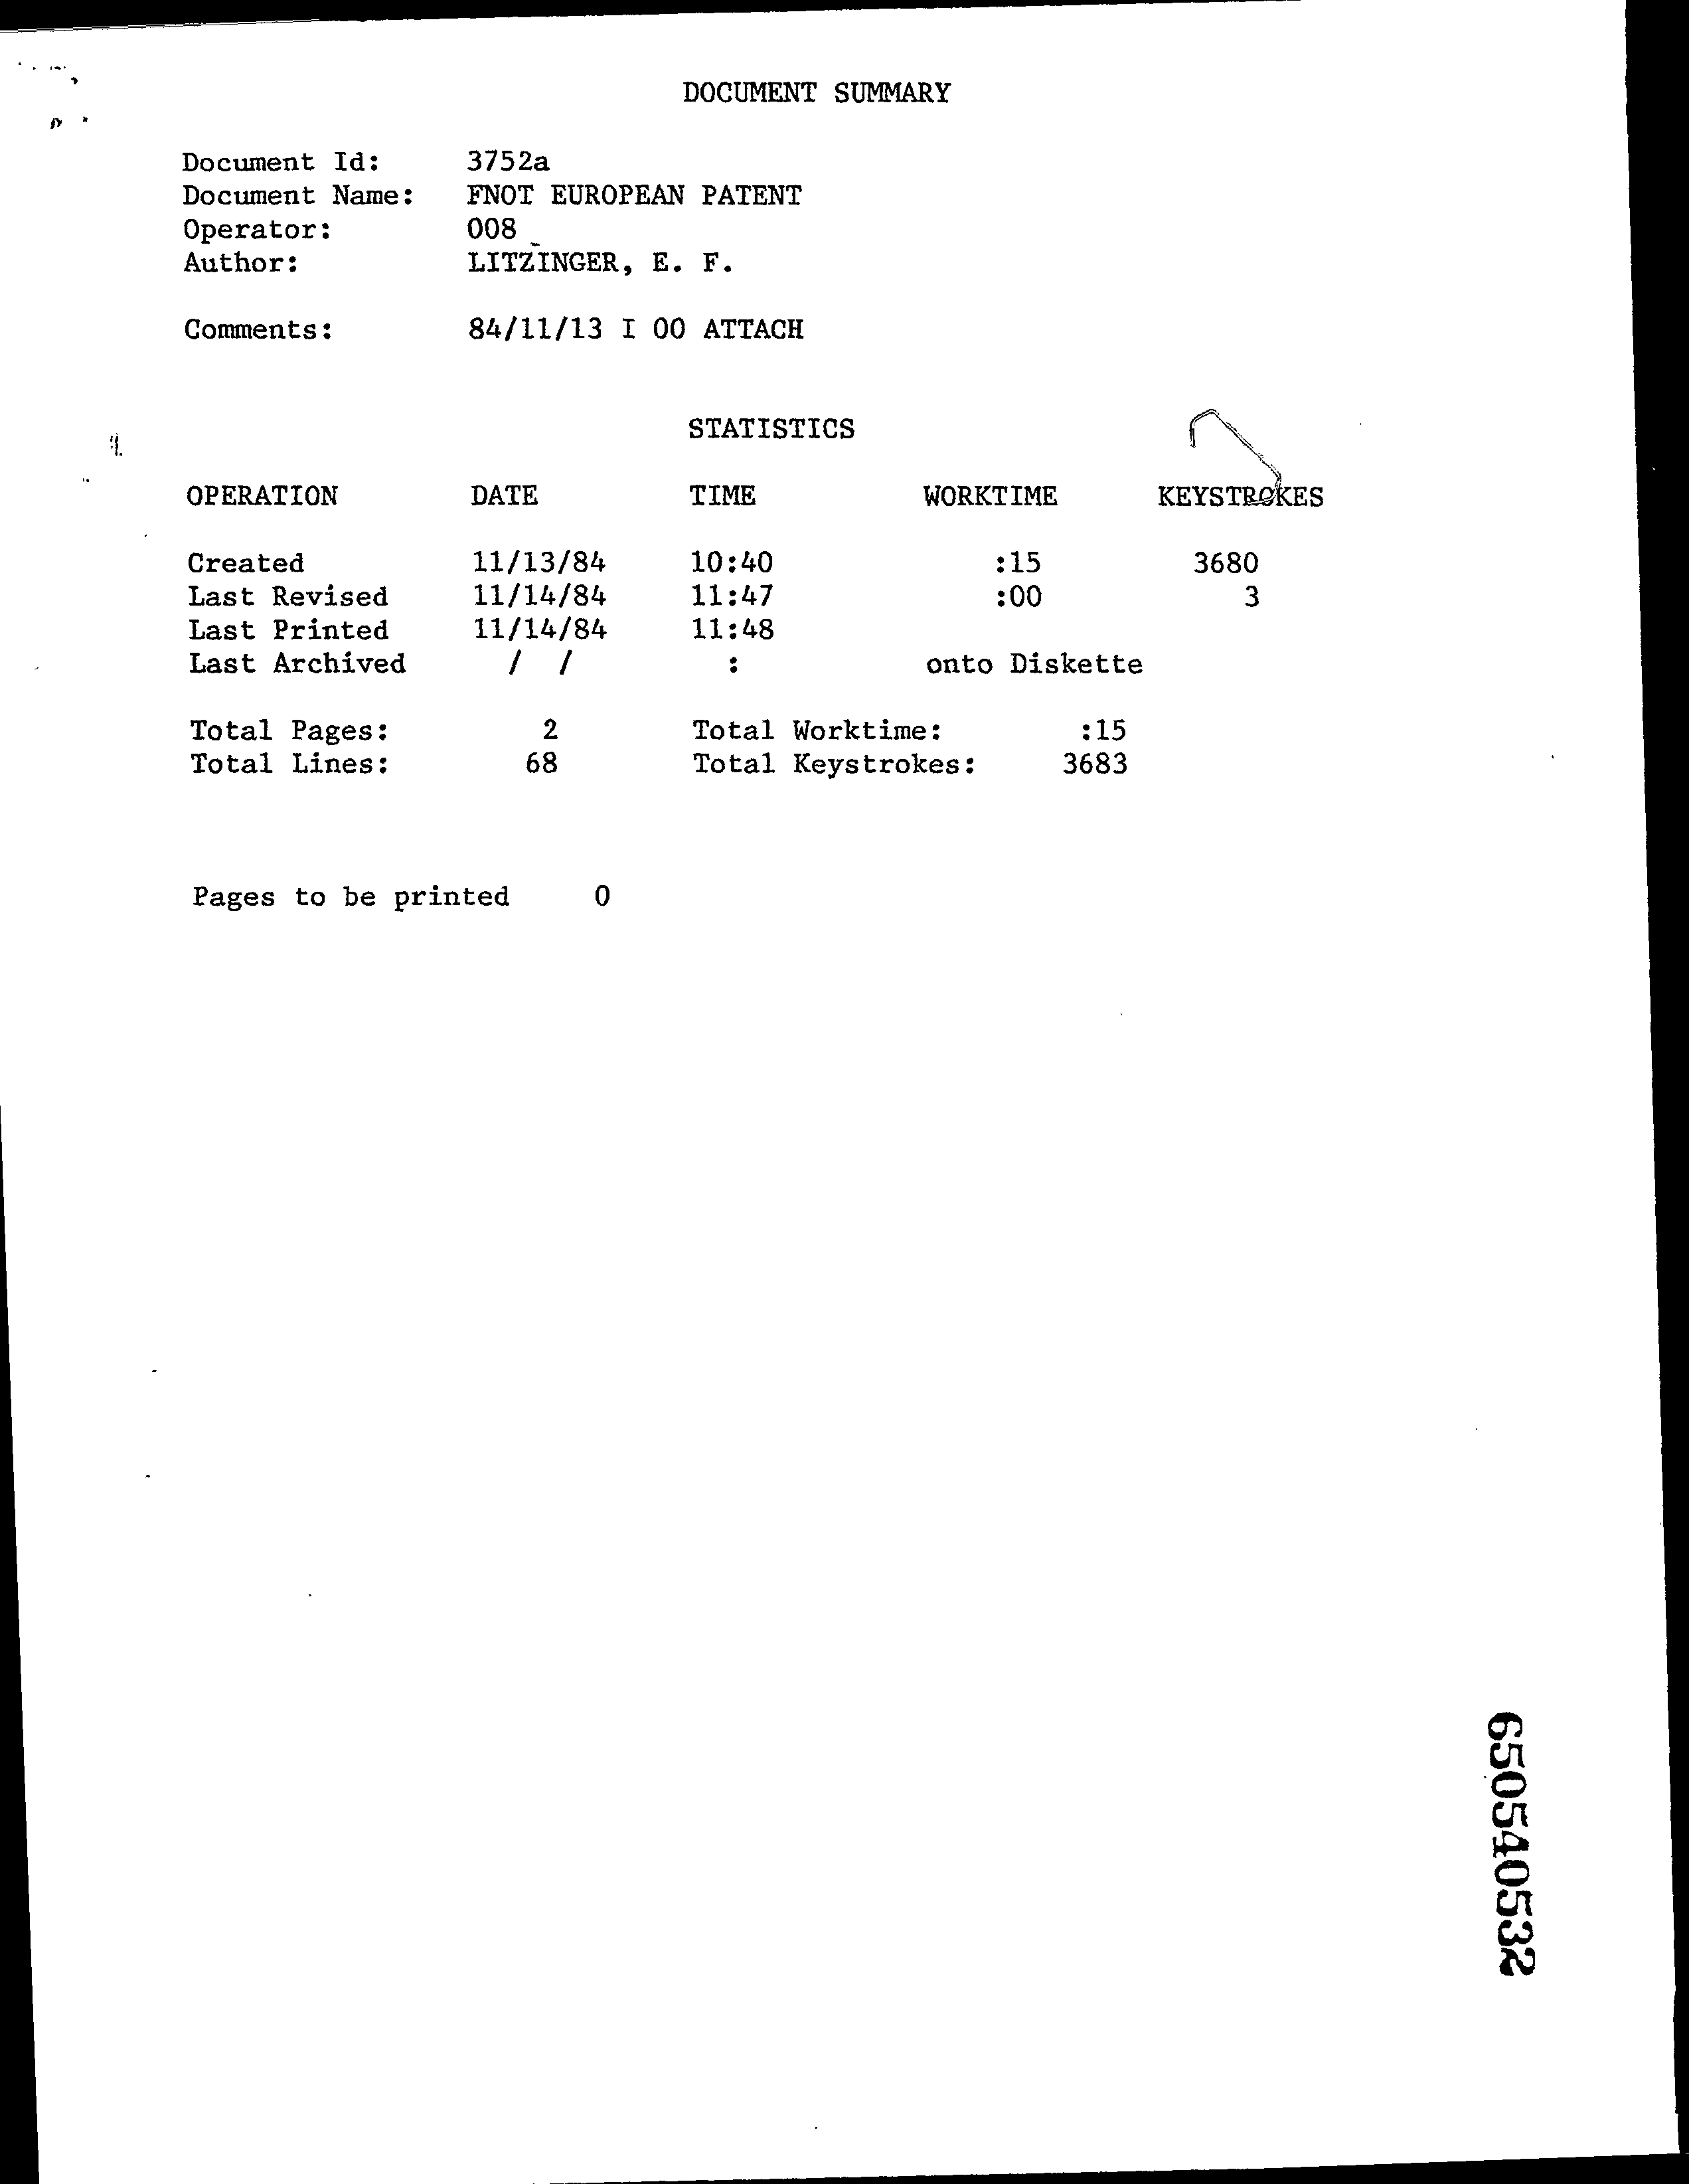 DOCUMENT SUMMARY
Document Id: 3752a
Document Name: FNOT EUROPEAN PATENT
Operator: 008
Author: LITZINGER, E. F.
Comments: 84/11/13 I 00 ATTACH
STATISTICS
OPERATION DATE TIME WORKTIME KEYSTROKES
Created 11/13/84 10:40 :15 3680
Last Revised 11/14/84 11:47 :00 3
Last Printed 11/14/84 11:48
Last Archived / / : onto Diskette
Total Pages: 2 Total Worktime: :15
Total Lines: 68 Total Keystrokes: 3683
Pages to be printed 0
650540532